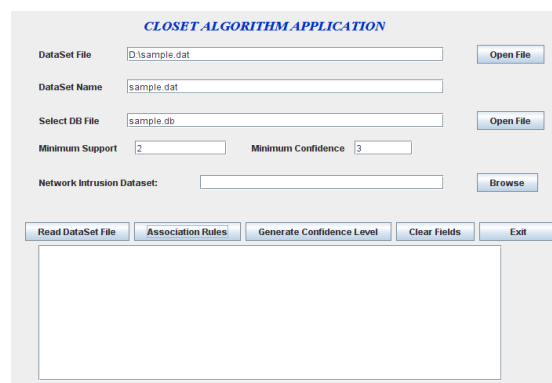 CLOSET ALGORITHM APPLICATION
DataSet File D:\sample.dat Open File
DataSet Name sample.dat
Select DB File sample.db Open File
Minimum Support 2 Minimum Confidence 3
Network Intrusion Dataset: Browse
Read DataSet File Association Rules Generate Confidence Level Clear Fields Exit